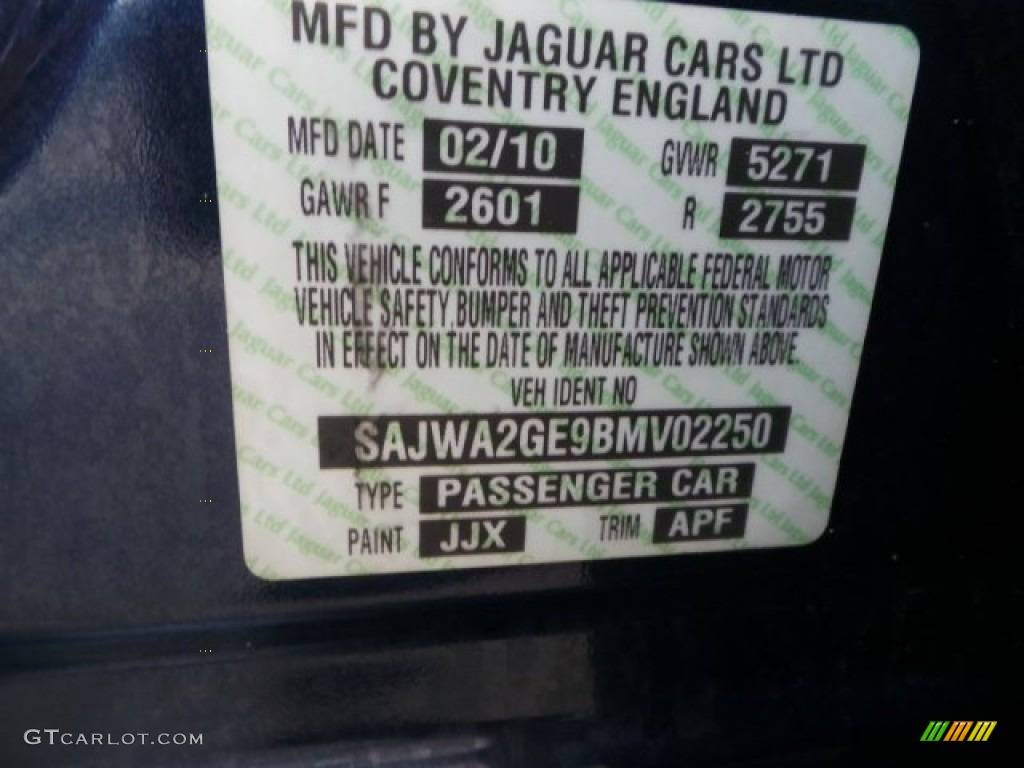 MFD BY JAGUAR CARS LTD
COVENTRY ENGLAND
MFD DATE 02/10 GVWR 5271
GAWR F 2601 R 2755
THIS VEHICLE CONFORMS TO ALL APPLICABLE FEDERAL MOTOR
VEHICLE SAFETY, BUMPER AND THEFT PREVENTION STANDARDS
IN EFFECT ON THE DATE OF MANUFACTURE SHOWN ABOVE.
VEH IDENT NO
SAJWA2GE9BMV02250
TYPE PASSENGER CAR
PAINT JJX TRIM APF
GTCARLOT.COM